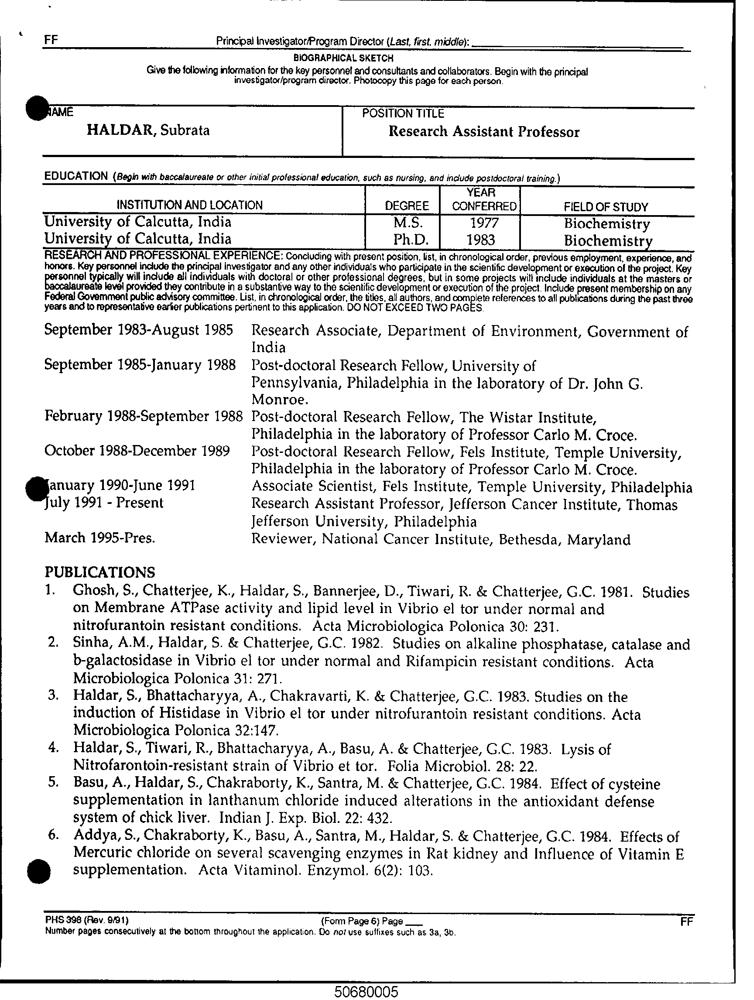 FF
Principal Investigator/Program Director (Last, first, middle):
BIOGRAPHICAL SKETCH
Give the following information for the key personnel and consultants and collaborators. Begin with the principal
investigator/program director. Photocopy this page for each person.
NAME
POSITION TITLE
HALDAR, Subrata
Research Assistant Professor
EDUCATION (Begin with baccalaureate or other initial professional education, such as nursing, and include postdoctoral training.)
INSTITUTION AND LOCATION DEGREE YEAR CONFERRED FIELD OF STUDY
University of Calcutta, India M.S. 1977 Biochemistry
University of Calcutta, India Ph.D. 1983 Biochemistry
RESEARCH AND PROFESSIONAL EXPERIENCE: Concluding with present position, list, in chronological order, previous employment, experience, and
honors. Key personnel include the principal investigator and any other individuals who participate in the scientific development or execution of the project. Key
personnel typically will include all individuals with doctoral or other professional degrees, but in some projects will include individuals at the masters or
baccalaureate level provided they contribute in a substantive way to the scientific development or execution of the project. Include present membership on any
Federal Government public advisory committee. List, in chronological order, the titles, all authors, and complete references to all publications during the past three
years and to representative earlier publications pertinent to this application. DO NOT EXCEED TWO PAGES.
September 1983-August 1985 Research Associate, Department of Environment, Government of
India
September 1985-January 1988 Post-doctoral Research Fellow, University of
Pennsylvania, Philadelphia in the laboratory of Dr. John G.
Monroe.
February 1988-September 1988 Post-doctoral Research Fellow, The Wistar Institute,
Philadelphia in the laboratory of Professor Carlo M. Croce.
October 1988-December 1989 Post-doctoral Research Fellow, Fels Institute, Temple University,
Philadelphia in the laboratory of Professor Carlo M. Croce.
January 1990-June 1991 Associate Scientist, Fels Institute, Temple University, Philadelphia
July 1991 - Present Research Assistant Professor, Jefferson Cancer Institute, Thomas
Jefferson University, Philadelphia
March 1995-Pres. Reviewer, National Cancer Institute, Bethesda, Maryland
PUBLICATIONS
1. Ghosh, S., Chatterjee, K., Haldar, S., Bannerjee, D., Tiwari, R. & Chatterjee, G.C. 1981. Studies
on Membrane ATPase activity and lipid level in Vibrio el tor under normal and
nitrofurantoin resistant conditions. Acta Microbiologica Polonica 30: 231.
2. Sinha, A.M., Haldar, S. & Chatterjee, G.C. 1982. Studies on alkaline phosphatase, catalase and
b-galactosidase in Vibrio el tor under normal and Rifampicin resistant conditions. Acta
Microbiologica Polonica 31: 271.
3. Haldar, S., Bhattacharyya, A., Chakravarti, K. & Chatterjee, G.C. 1983. Studies on the
induction of Histidase in Vibrio el tor under nitrofurantoin resistant conditions. Acta
Microbiologica Polonica 32:147.
4. Haldar, S., Tiwari, R., Bhattacharyya, A., Basu, A. & Chatterjee, G.C. 1983. Lysis of
Nitrofarontoin-resistant strain of Vibrio et tor. Folia Microbiol. 28: 22.
5. Basu, A., Haldar, S., Chakraborty, K., Santra, M. & Chatterjee, G.C. 1984. Effect of cysteine
supplementation in lanthanum chloride induced alterations in the antioxidant defense
system of chick liver. Indian J. Exp. Biol. 22: 432.
6. Addya, S., Chakraborty, K., Basu, A., Santra, M., Haldar, S. & Chatterjee, G.C. 1984. Effects of
Mercuric chloride on several scavenging enzymes in Rat kidney and Influence of Vitamin E
supplementation. Acta Vitaminol. Enzymol. 6(2): 103.
PHS 398 (Rev. 9/91) (Form Page 6) Page FF
Number pages consecutively at the bottom throughout the application. Do not use suffixes such as 3a, 3b.
50680005